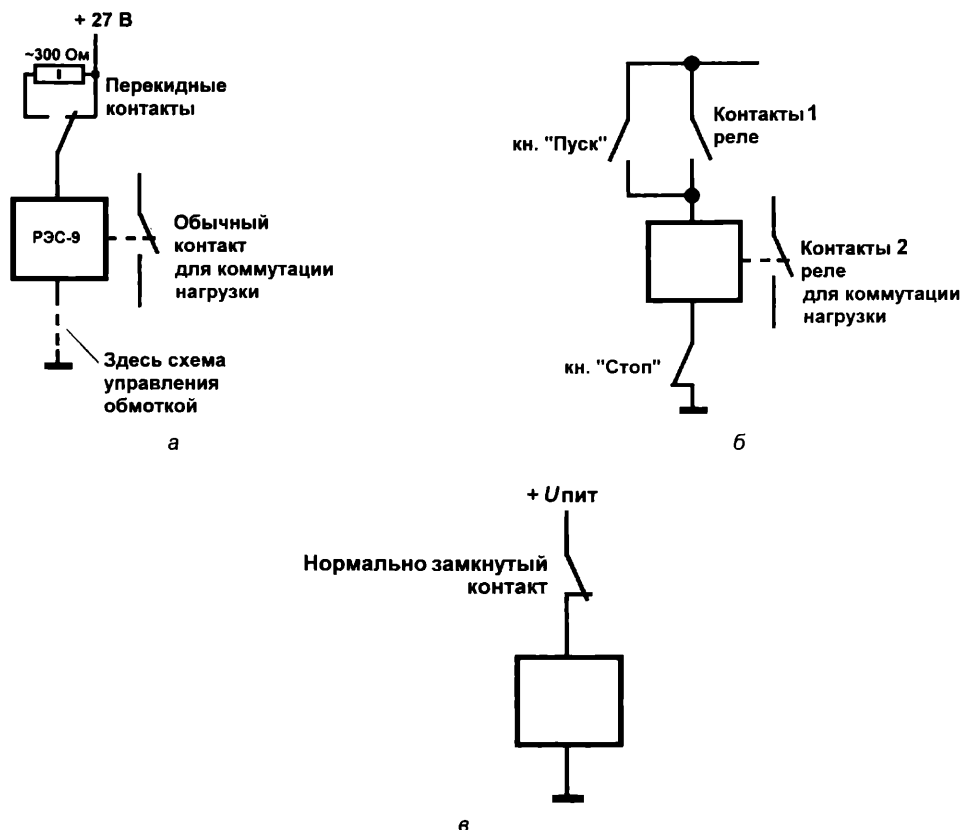 + 27 В
~300 Ом
Перекидные
контакты
РЭС-9
Обычный
контакт
для коммутации
нагрузки
Здесь схема
управления
обмоткой
а
кн. "Пуск"
Контакты 1
реле
Контакты 2
реле
для коммутации
нагрузки
кн. "Стоп"
б
+ Uпит
Нормально замкнутый
контакт
в